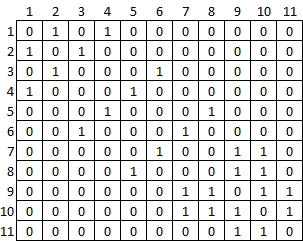 1 2 3 4 5 6 7 8 9 10 11
1 0 1 0 1 0 0 0 0 0 0 0
2 1 0 1 0 0 0 0 0 0 0 0
3 0 1 0 0 0 1 0 0 0 0 0
4 1 0 0 0 1 0 0 0 0 0 0
5 0 0 0 1 0 0 0 1 0 0 0
6 0 0 1 0 0 0 1 0 0 0 0
7 0 0 0 0 0 1 0 0 1 1 0
8 0 0 0 0 1 0 0 0 1 1 0
9 0 0 0 0 0 0 1 1 0 1 1
10 0 0 0 0 0 0 1 1 1 0 1
11 0 0 0 0 0 0 0 0 1 1 0